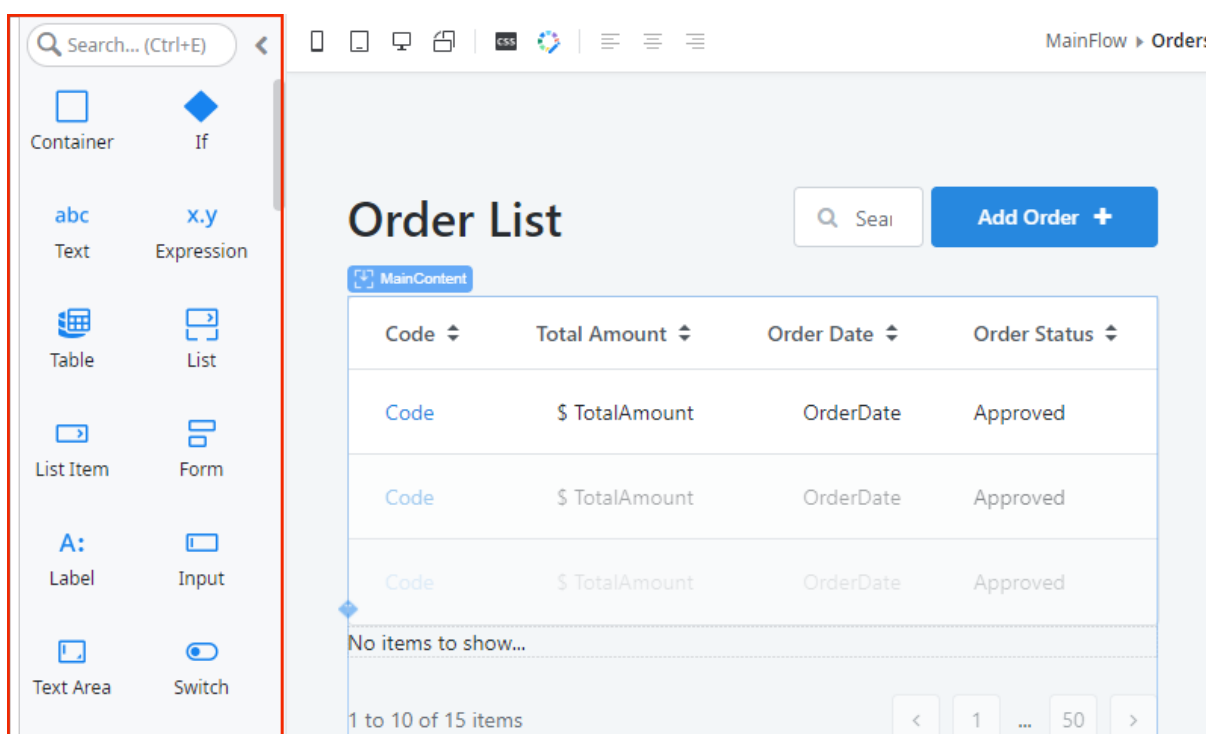 Search... (Ctrl+E)
Container
If
abc
Text
x.y
Expression
Table
List
List Item
Form
A:
Label
Input
Text Area
Switch
css
MainFlow Orders
Order List
Sear
Add Order +
MainContent
Code Total Amount Order Date Order Status
Code $ TotalAmount OrderDate Approved
Code $ TotalAmount OrderDate Approved
Code $ TotalAmount OrderDate Approved
No items to show...
1 to 10 of 15 items
< 1 ... 50 >